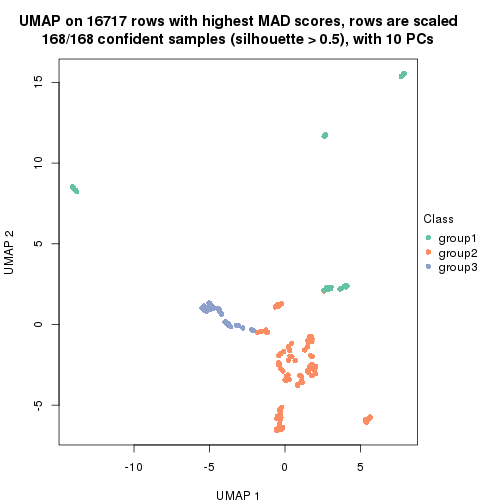 UMAP on 16717 rows with highest MAD scores, rows are scaled
168/168 confident samples (silhouette > 0.5), with 10 PCs
15
10
5
0
-5
UMAP 2
-10
-5
0
5
UMAP 1
Class
group1
group2
group3